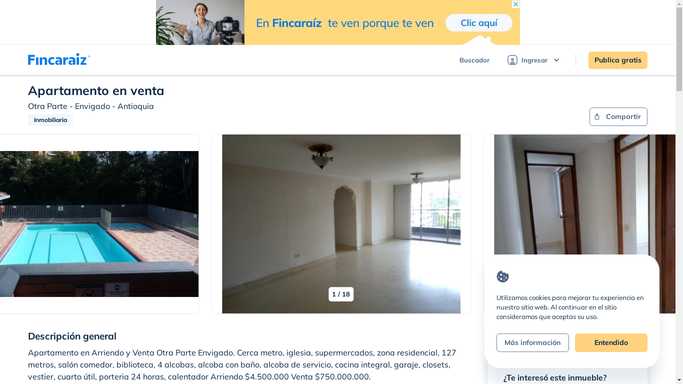 En Fincaraíz te ven porque te ven
Clic aquí
Fincaraíz
Buscador
Ingresar
Publica gratis
Apartamento en venta
Otra Parte - Envigado - Antioquia
Inmobiliaria
Compartir
1 / 18
Utilizamos cookies para mejorar tu experiencia en
nuestro sitio web. Al continuar en el sitio
consideramos que aceptas su uso.
Más información
Entendido
Descripción general
Apartamento en Arriendo y Venta Otra Parte Envigado. Cerca metro, iglesia, supermercados, zona residencial. 127
metros, salón comedor, biblioteca, 4 alcobas, alcoba con baño, alcoba de servicio, cocina integral, garaje, closets,
vestier, cuarto útil, porteria 24 horas, calentador Arriendo $4.500.000 Venta $750.000.000.
¿Te interesó este inmueble?